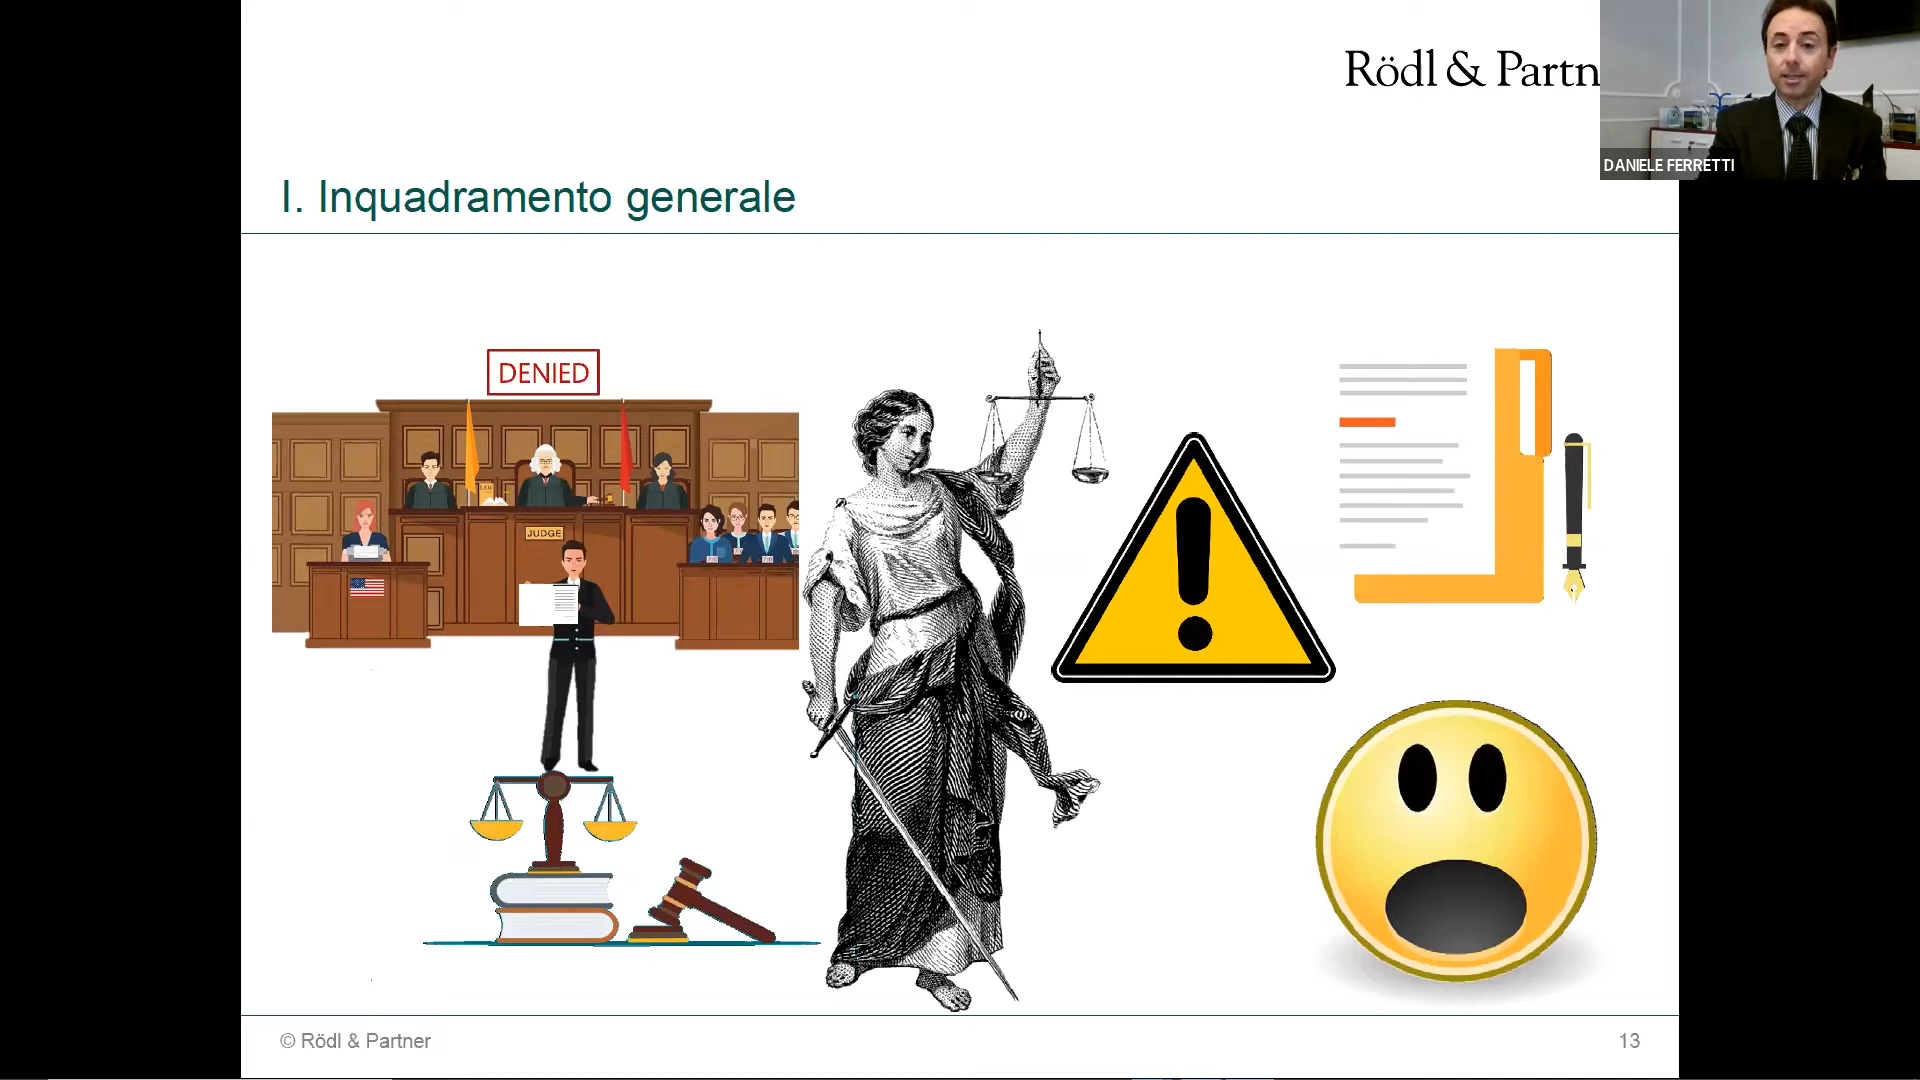 Rödl & Partn
DANIELE FERRETTI
I. Inquadramento generale
DENIED
LAW
JUDGE
© Rödl & Partner
13